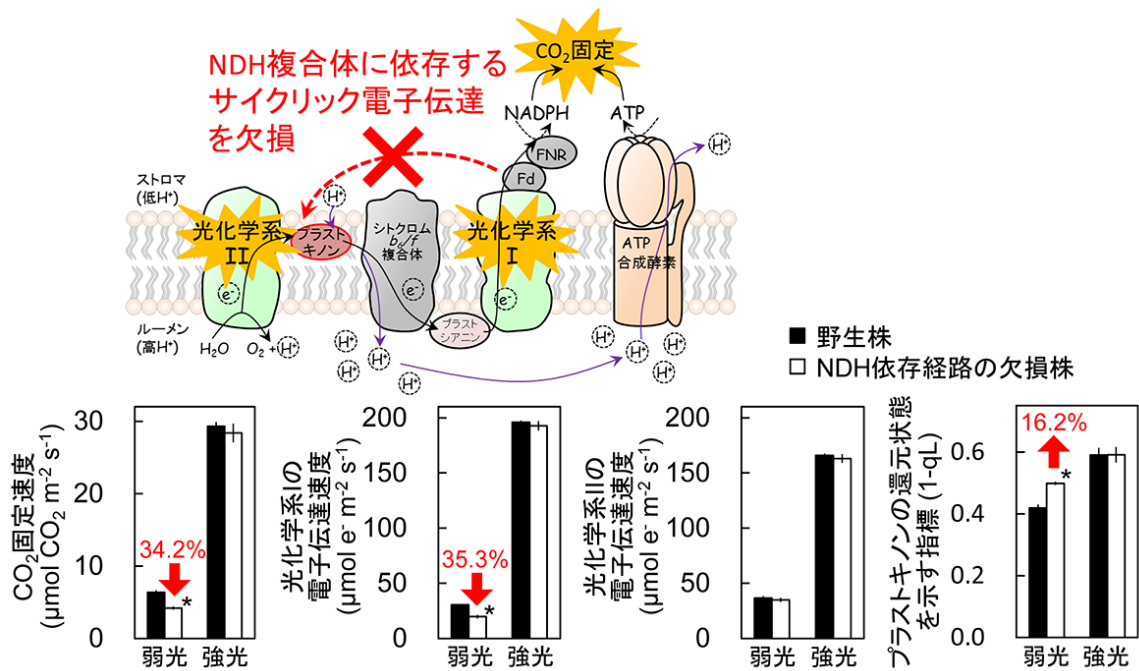 NDH複合体に依存する
サイクリック電子伝達
を欠損
CO₂固定
NADPH
ATP
FNR
Fd
H⁺
ストロマ
(低H⁺)
H⁺
光化学系
II
プラスト
キノン
シトクロム
b₆/f
複合体
光化学系
I
ATP
合成酵素
e⁻
e⁻
e⁻
プラスト
シアニン
ルーメン
(高H⁺)
H₂O
O₂ + H⁺
H⁺
H⁺
H⁺
H⁺
H⁺
H⁺
H⁺
H⁺
H⁺
野生株
NDH依存経路の欠損株
CO₂固定速度
(μmol CO₂ m⁻² s⁻¹)
30
20
10
0
34.2%
*
弱光 強光
光化学系Iの
電子伝達速度
(μmol e⁻ m⁻² s⁻¹)
200
150
100
50
0
35.3%
*
弱光 強光
光化学系IIの
電子伝達速度
(μmol e⁻ m⁻² s⁻¹)
200
150
100
50
0
弱光 強光
プラストキノンの還元状態
を示す指標 (1-qL)
0.6
0.4
0.2
0.0
16.2%
*
弱光 強光